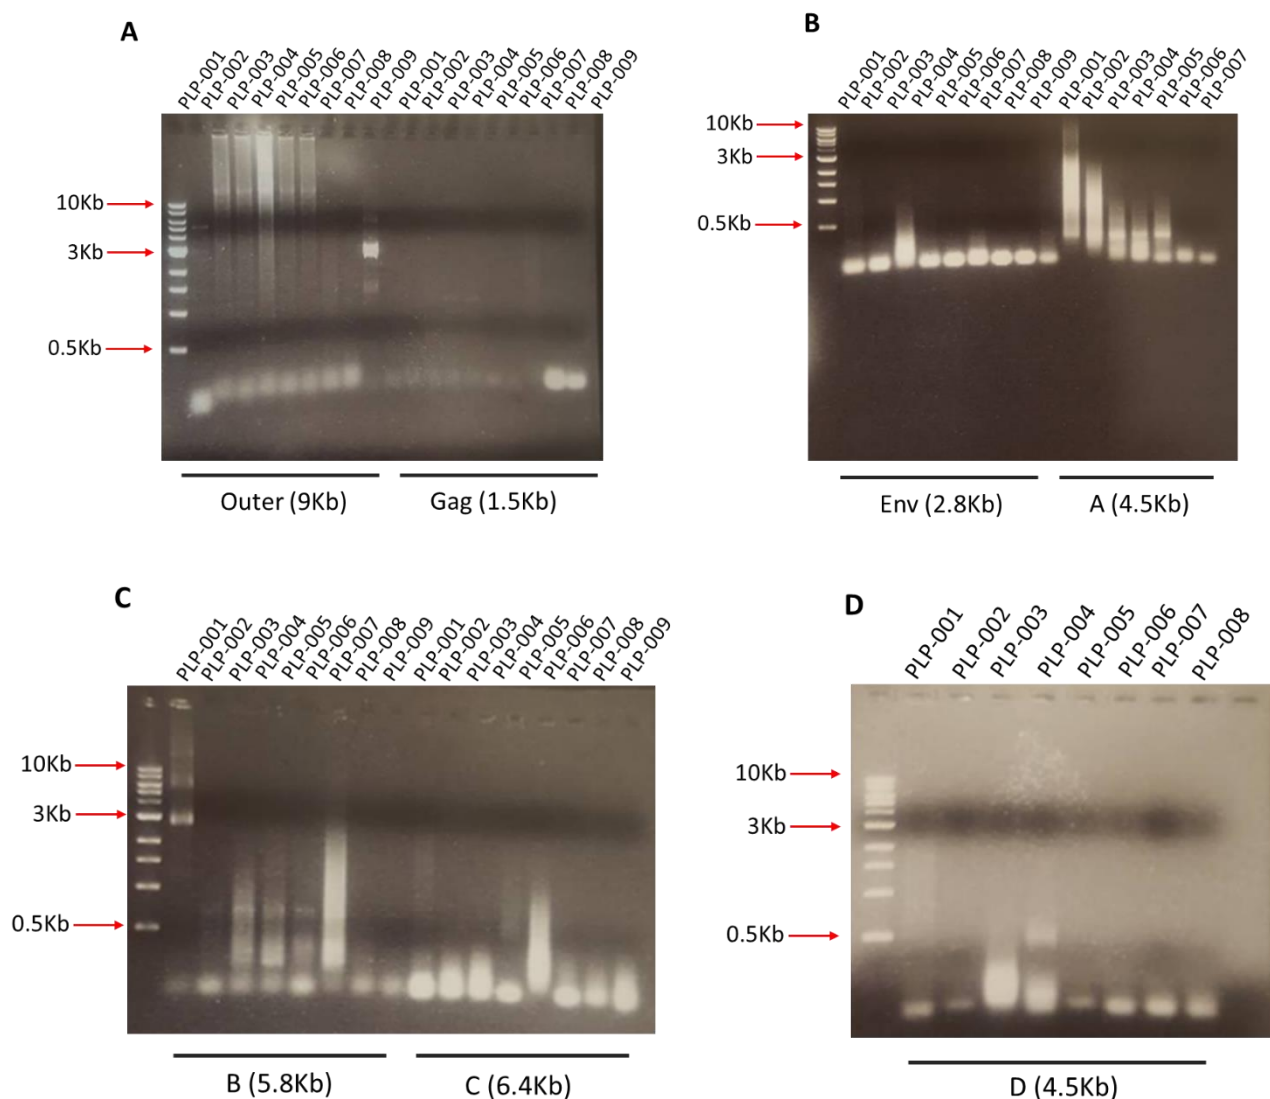 A
PLP-001 PLP-002 PLP-003 PLP-004 PLP-005 PLP-006 PLP-007 PLP-008 PLP-009 PLP-001 PLP-002 PLP-003 PLP-004 PLP-005 PLP-006 PLP-007 PLP-008 PLP-009
10Kb
3Kb
0.5Kb
Outer (9Kb) Gag (1.5Kb)
B
PLP-001 PLP-002 PLP-003 PLP-004 PLP-005 PLP-006 PLP-007 PLP-008 PLP-009 PLP-001 PLP-002 PLP-003 PLP-004 PLP-005 PLP-006 PLP-007
10Kb
3Kb
0.5Kb
Env (2.8Kb) A (4.5Kb)
C
PLP-001 PLP-002 PLP-003 PLP-004 PLP-005 PLP-006 PLP-007 PLP-008 PLP-009 PLP-001 PLP-002 PLP-003 PLP-004 PLP-005 PLP-006 PLP-007 PLP-008 PLP-009
10Kb
3Kb
0.5Kb
B (5.8Kb) C (6.4Kb)
D
PLP-001 PLP-002 PLP-003 PLP-004 PLP-005 PLP-006 PLP-007 PLP-008
10Kb
3Kb
0.5Kb
D (4.5Kb)